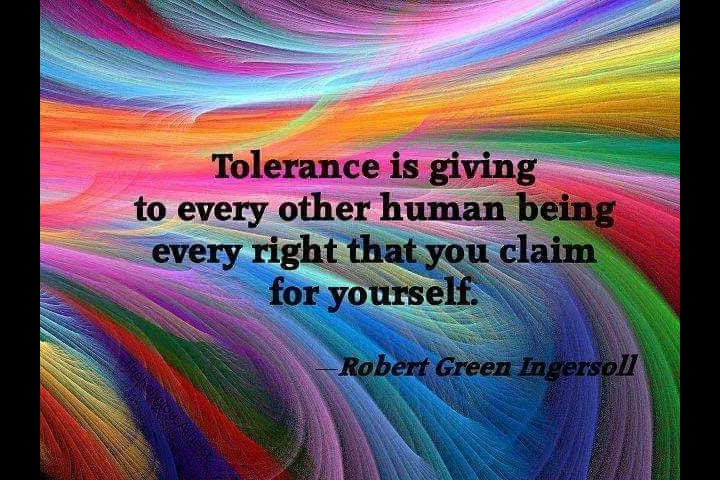 Tolerance is giving
to every other human being
every right that you claim
for yourself.
—Robert Green Ingersoll